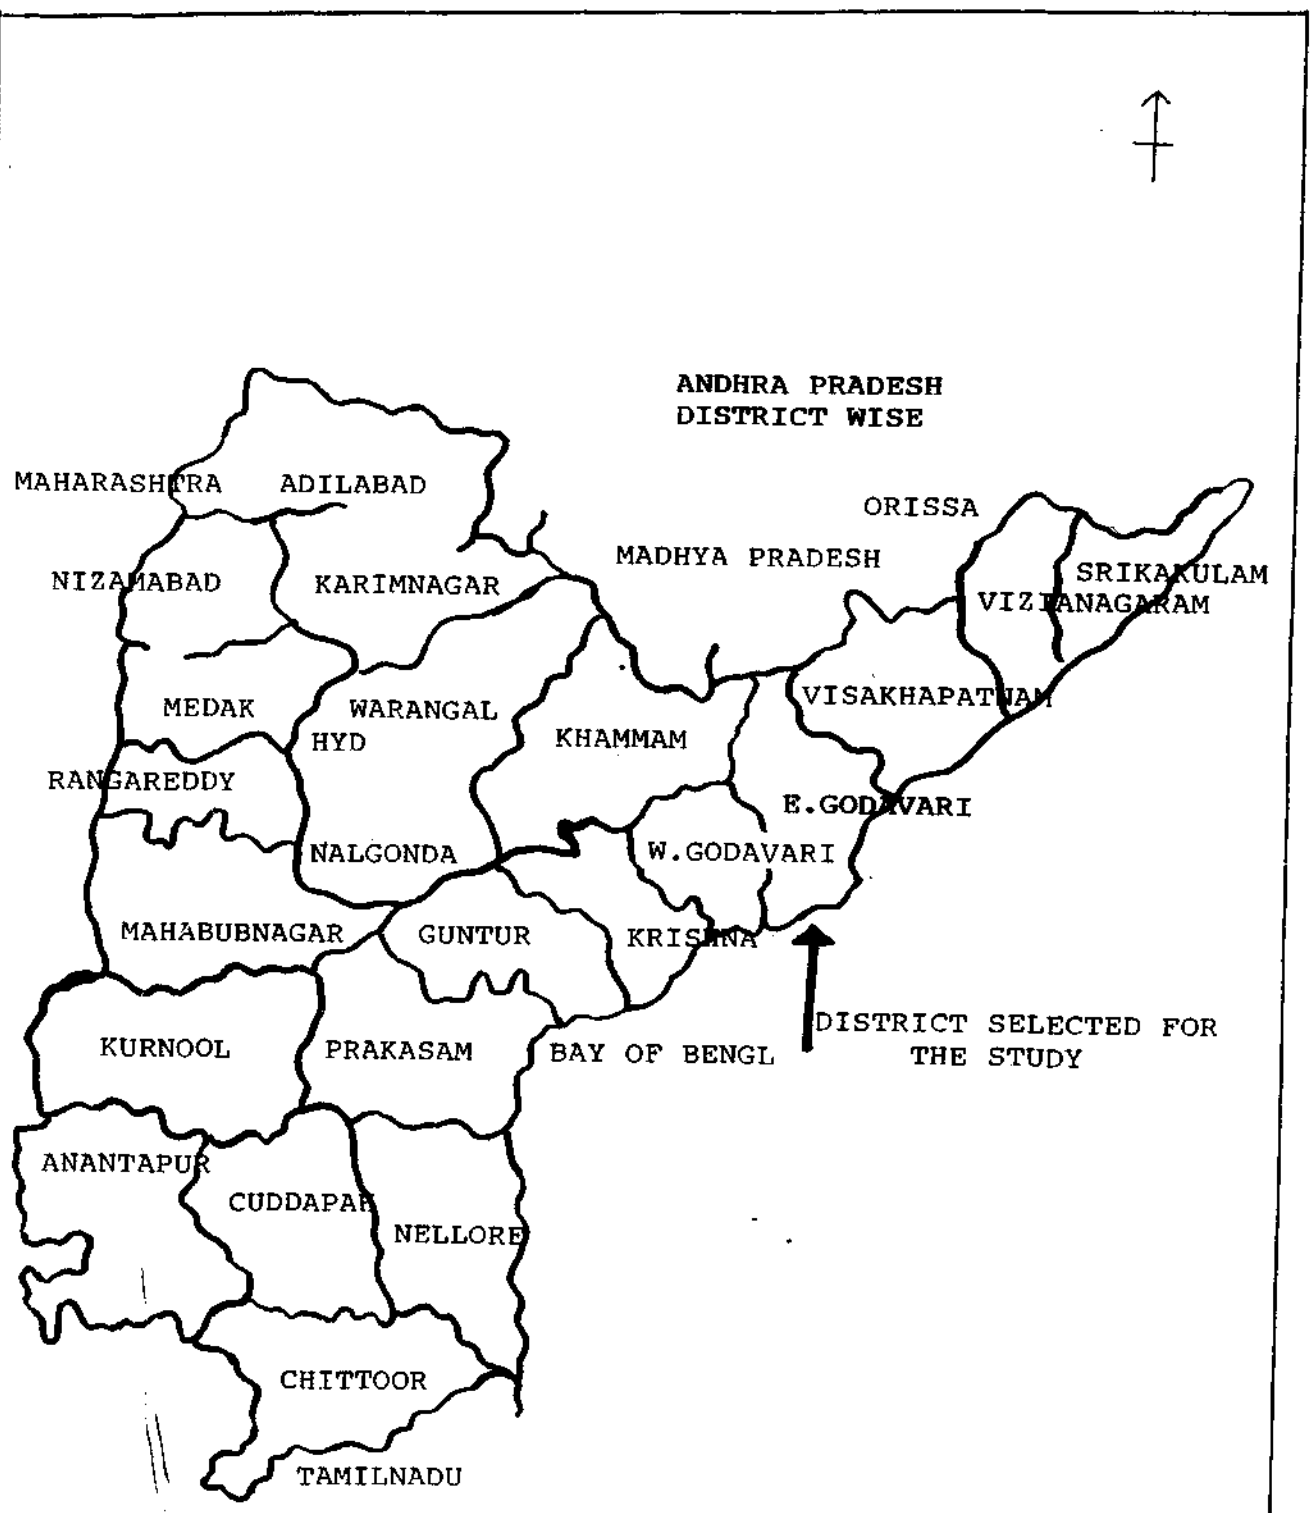 ANDHRA PRADESH
DISTRICT WISE
MAHARASHTRA
ADILABAD
ORISSA
MADHYA PRADESH
NIZAMABAD
KARIMNAGAR
SRIKAKULAM
VIZIANAGARAM
VISAKHAPATNAM
MEDAK
WARANGAL
HYD
KHAMMAM
RANGAREDDY
E.GODAVARI
NALGONDA
W.GODAVARI
MAHABUBNAGAR
GUNTUR
KRISHNA
DISTRICT SELECTED FOR
THE STUDY
KURNOOL
PRAKASAM
BAY OF BENGL
ANANTAPUR
CUDDAPAH
NELLORE
CHITTOOR
TAMILNADU